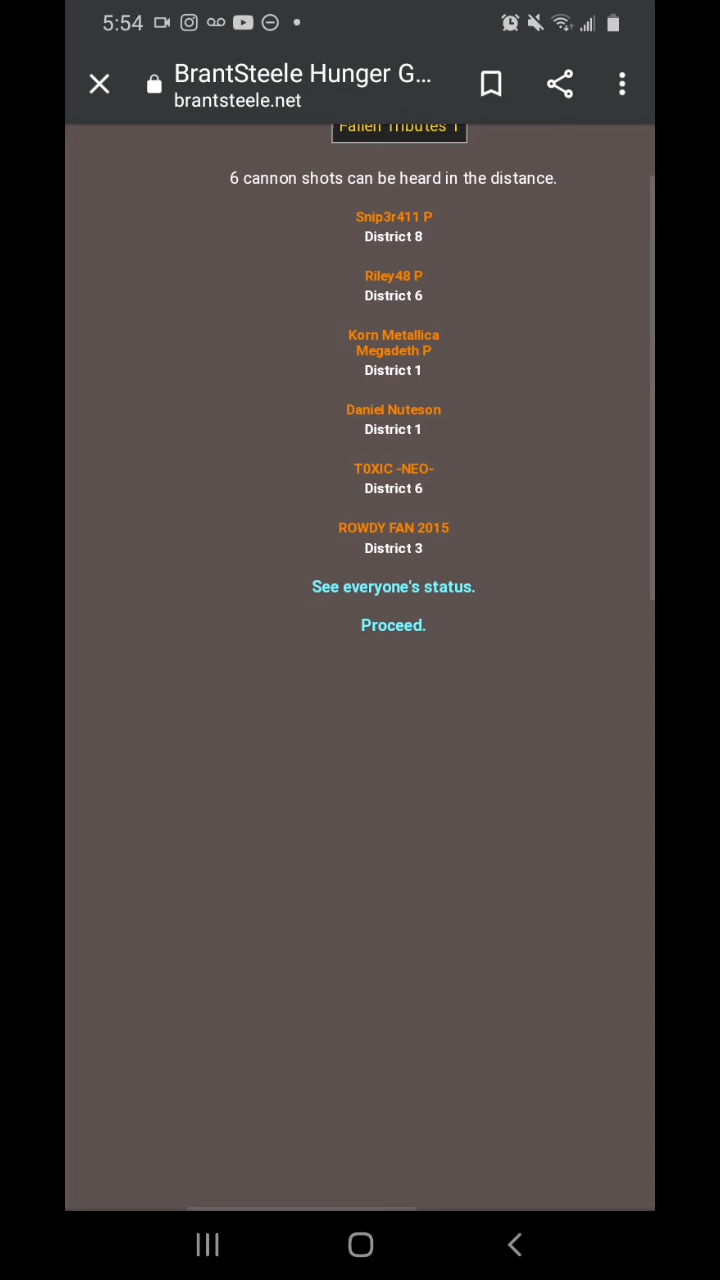 5:54
BrantSteele Hunger G...
brantsteele.net
Fallen Tributes 1
6 cannon shots can be heard in the distance.
Snip3r411 P
District 8
Riley48 P
District 6
Korn Metallica
Megadeth P
District 1
Daniel Nuteson
District 1
T0XIC -NEO-
District 6
ROWDY FAN 2015
District 3
See everyone's status.
Proceed.